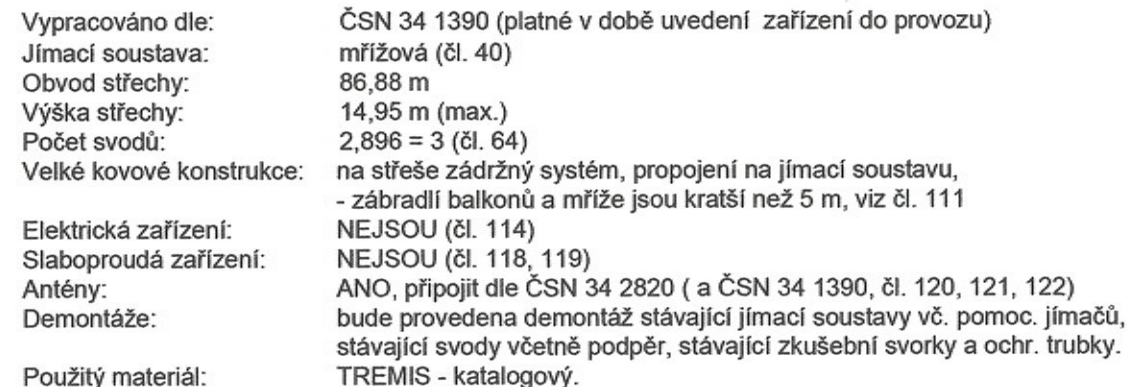 Vypracováno dle: ČSN 34 1390 (platné v době uvedení zařízení do provozu)
Jímací soustava: mřížová (čl. 40)
Obvod střechy: 86,88 m
Výška střechy: 14,95 m (max.)
Počet svodů: 2,896 = 3 (čl. 64)
Velké kovové konstrukce: na střeše zádržný systém, propojení na jímací soustavu,
- zábradlí balkonů a mříže jsou kratší než 5 m, viz čl. 111
Elektrická zařízení: NEJSOU (čl. 114)
Slaboproudá zařízení: NEJSOU (čl. 118, 119)
Antény: ANO, připojit dle ČSN 34 2820 ( a ČSN 34 1390, čl. 120, 121, 122)
Demontáže: bude provedena demontáž stávající jímací soustavy vč. pomoc. jímačů,
stávající svody včetně podpěr, stávající zkušební svorky a ochr. trubky.
Použitý materiál: TREMIS - katalogový.